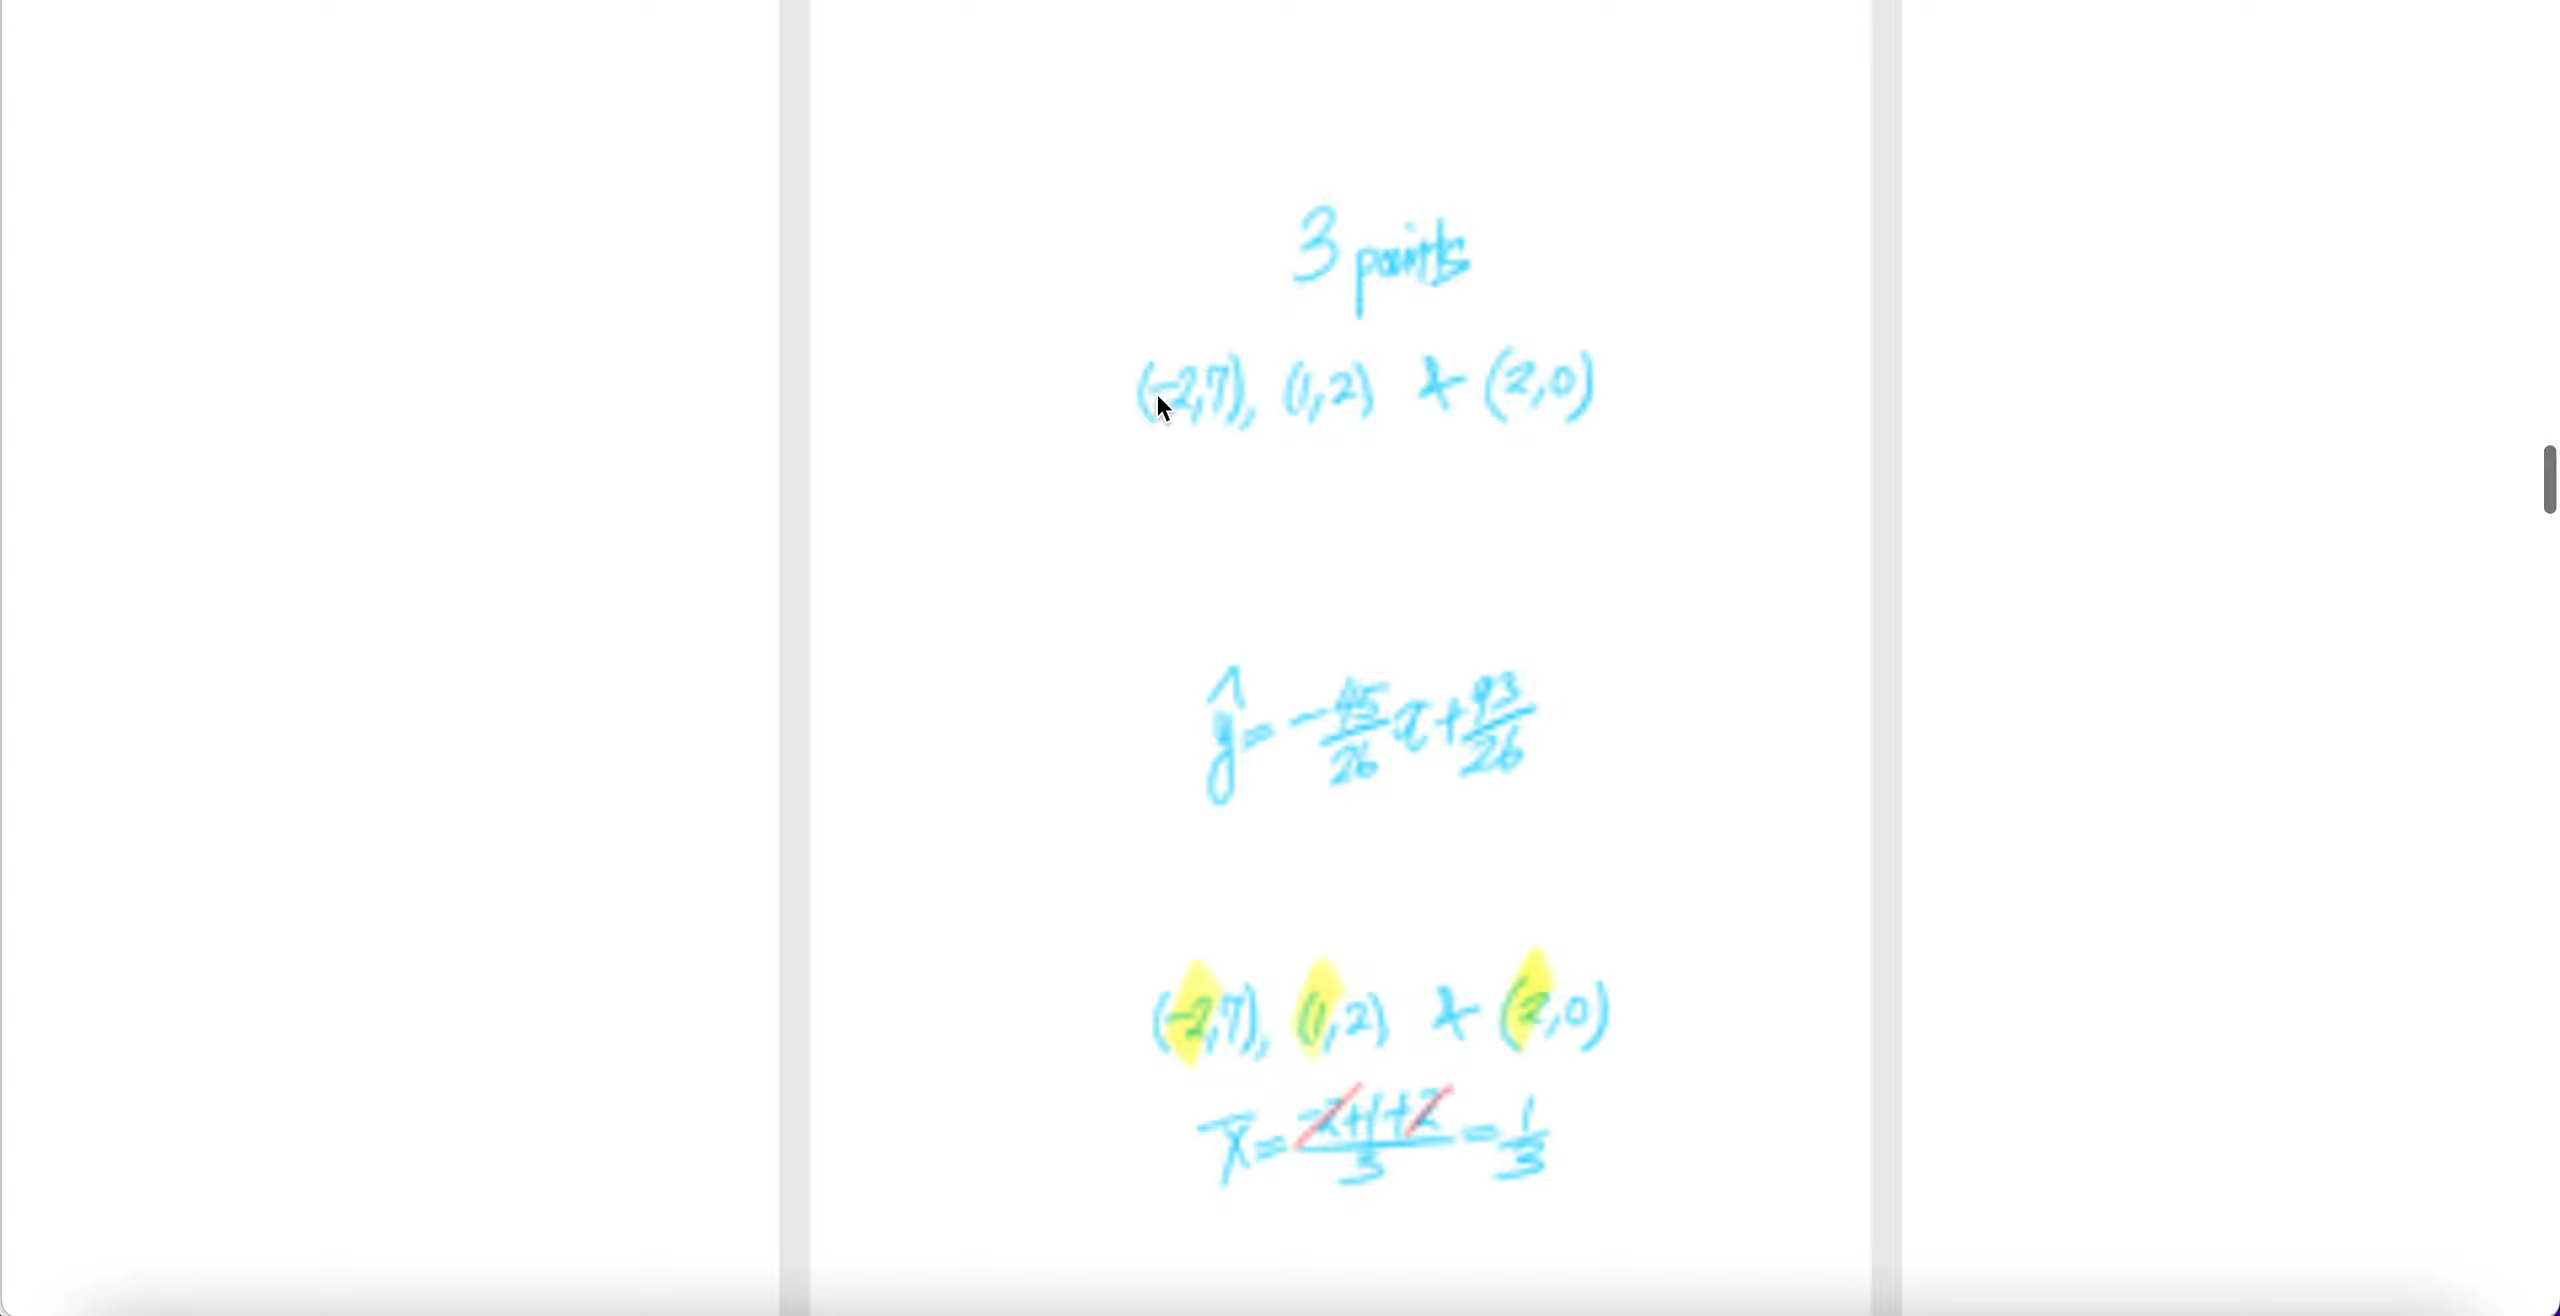 3 points
(-2,7), (1,2) & (2,0)
ŷ = -45/26 x + 93/26
(-2,7), (1,2) & (2,0)
x̄ = -2+1+2/3 = 1/3